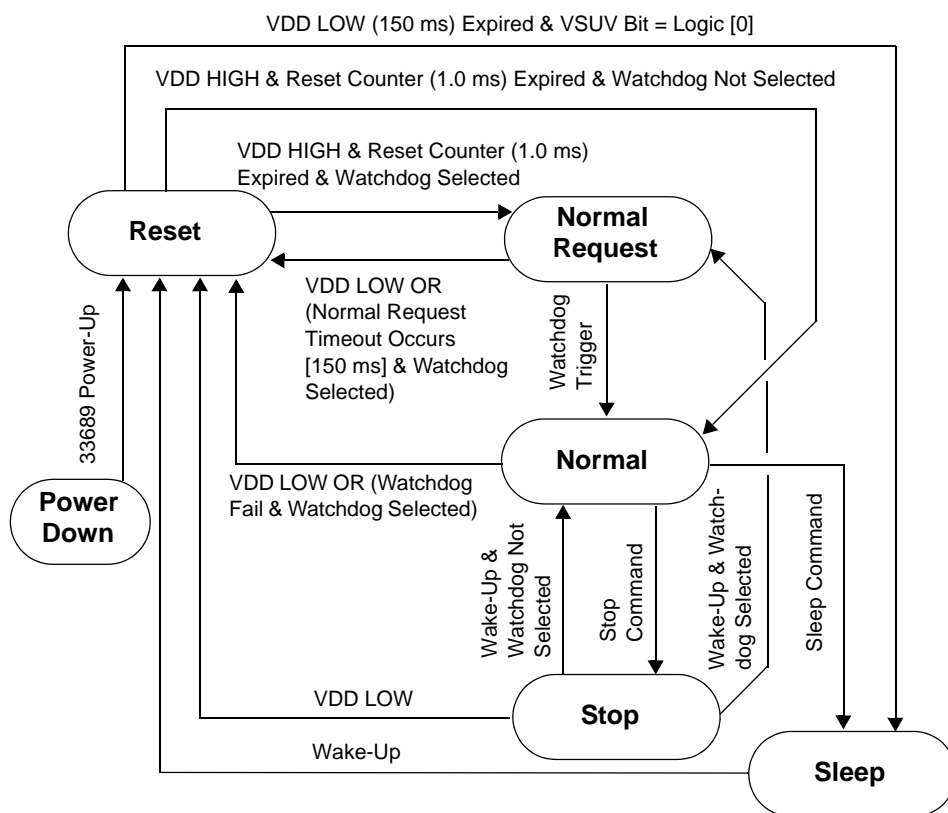 VDD LOW (150 ms) Expired & VSUV Bit = Logic [0]
VDD HIGH & Reset Counter (1.0 ms) Expired & Watchdog Not Selected
VDD HIGH & Reset Counter (1.0 ms)
Expired & Watchdog Selected
Reset
Normal
Request
VDD LOW OR
(Normal Request
Timeout Occurs
[150 ms] & Watchdog
Selected)
Watchdog
Trigger
33689 Power-Up
Normal
VDD LOW OR (Watchdog
Fail & Watchdog Selected)
Power
Down
Wake-Up &
Watchdog Not
Selected
Stop
Command
Wake-Up & Watch-
dog Selected
Sleep Command
VDD LOW
Stop
Wake-Up
Sleep